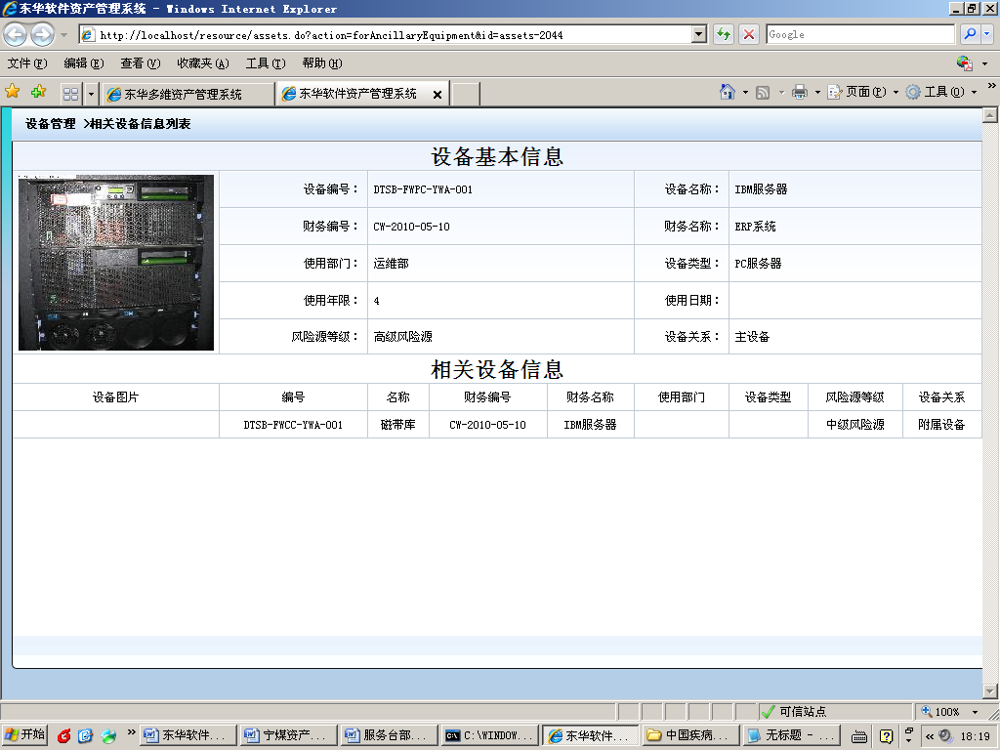 东华软件资产管理系统 - Windows Internet Explorer
http://localhost/resource/assets.do?action=forAncillaryEquipment&id=assets-2044
Google
文件(F) 编辑(E) 查看(V) 收藏夹(A) 工具(T) 帮助(H)
东华多维资产管理系统 东华软件资产管理系统 页面(P) 工具(O) »
设备管理 >相关设备信息列表
设备基本信息
设备编号： DTSB-FWPC-YWA-001 设备名称： IBM服务器
财务编号： CW-2010-05-10 财务名称： ERP系统
使用部门： 运维部 设备类型： PC服务器
使用年限： 4 使用日期：
风险源等级： 高级风险源 设备关系： 主设备
相关设备信息
设备图片 编号 名称 财务编号 财务名称 使用部门 设备类型 风险源等级 设备关系
DTSB-FWCC-YWA-001 磁带库 CW-2010-05-10 IBM服务器 中级风险源 附属设备
可信站点 100%
开始 » 东华软件... 宁煤资产... 服务台部... C:\WINDOW... 东华软件... 中国疾病... 无标题 - ... « 18:19